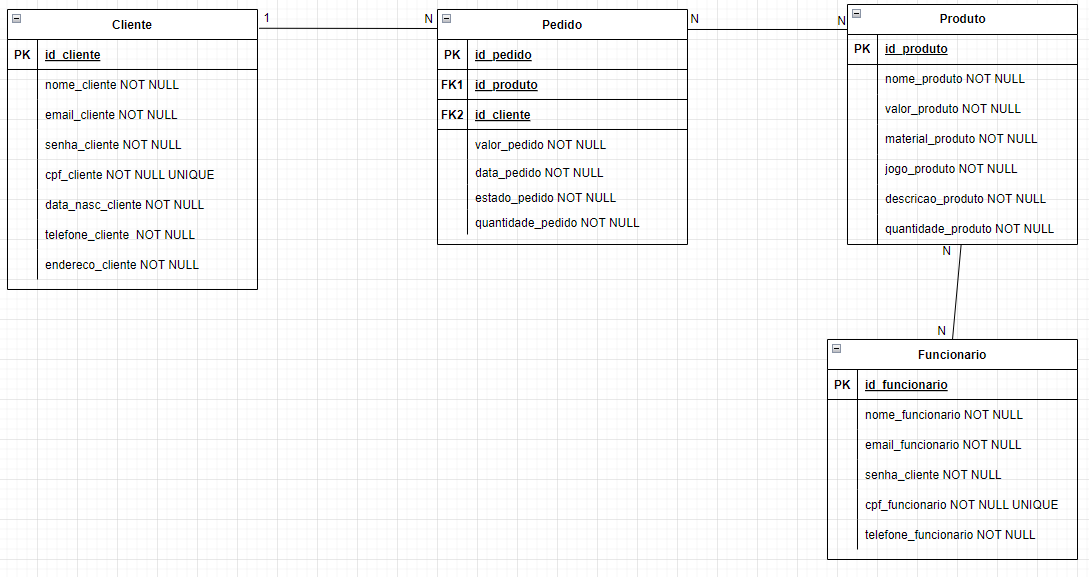 Cliente
PK id_cliente
nome_cliente NOT NULL
email_cliente NOT NULL
senha_cliente NOT NULL
cpf_cliente NOT NULL UNIQUE
data_nasc_cliente NOT NULL
telefone_cliente  NOT NULL
endereco_cliente NOT NULL
1
N
Pedido
PK id_pedido
FK1 id_produto
FK2 id_cliente
valor_pedido NOT NULL
data_pedido NOT NULL
estado_pedido NOT NULL
quantidade_pedido NOT NULL
N
N
Produto
PK id_produto
nome_produto NOT NULL
valor_produto NOT NULL
material_produto NOT NULL
jogo_produto NOT NULL
descricao_produto NOT NULL
quantidade_produto NOT NULL
N
N
Funcionario
PK id_funcionario
nome_funcionario NOT NULL
email_funcionario NOT NULL
senha_cliente NOT NULL
cpf_funcionario NOT NULL UNIQUE
telefone_funcionario NOT NULL